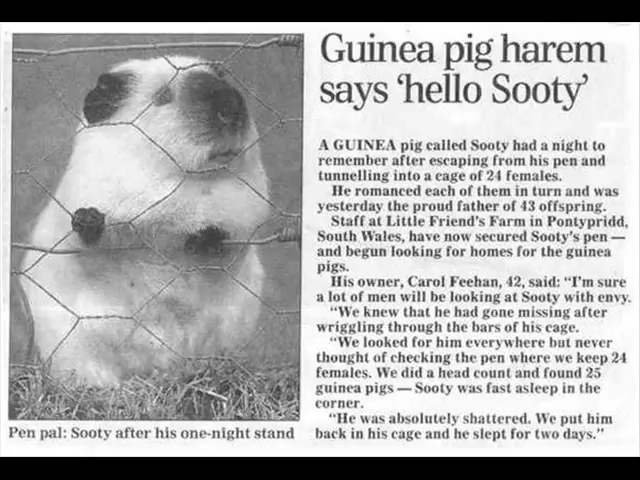 Guinea pig harem
says ‘hello Sooty’
A GUINEA pig called Sooty had a night to
remember after escaping from his pen and
tunnelling into a cage of 24 females.
He romanced each of them in turn and was
yesterday the proud father of 43 offspring.
Staff at Little Friend's Farm in Pontypridd,
South Wales, have now secured Sooty's pen —
and begun looking for homes for the guinea
pigs.
His owner, Carol Feehan, 42, said: “I'm sure
a lot of men will be looking at Sooty with envy.
“We knew that he had gone missing after
wriggling through the bars of his cage.
“We looked for him everywhere but never
thought of checking the pen where we keep 24
females. We did a head count and found 25
guinea pigs — Sooty was fast asleep in the
corner.
“He was absolutely shattered. We put him
back in his cage and he slept for two days.”
Pen pal: Sooty after his one-night stand